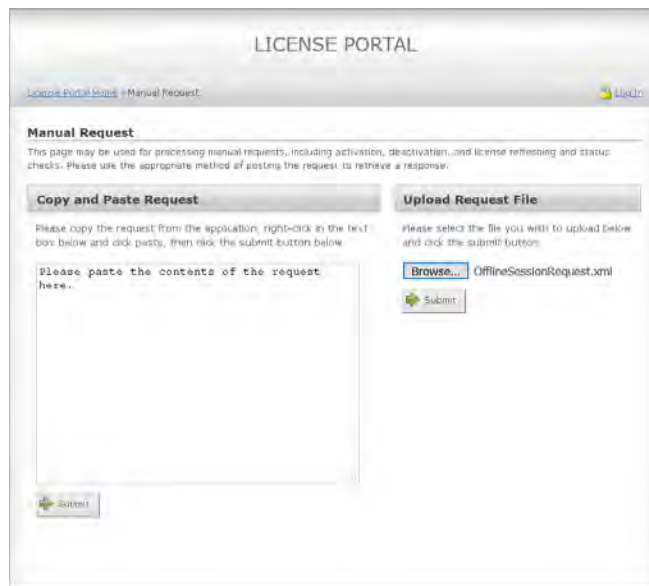 LICENSE PORTAL
License Portal Home > Manual Request
Log In
Manual Request
This page may be used for processing manual requests, including activation, deactivation, and license refreshing and status
checks. Please use the appropriate method of posting the request to retrieve a response.
Copy and Paste Request
Please copy the request from the application, right-click in the text
box below and click paste, then click the submit button below.
Please paste the contents of the request
here.
Submit
Upload Request File
Please select the file you wish to upload below
and click the submit button.
Browse... OfflineSessionRequest.xml
Submit